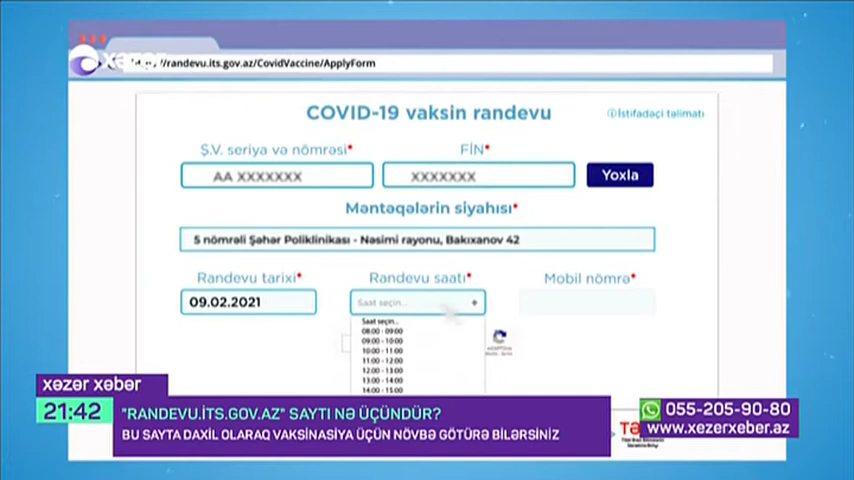 xəzər
//randevu.its.gov.az/CovidVaccine/ApplyForm
COVID-19 vaksin randevu
İstifadəçi təlimatı
Ş.V. seriya və nömrəsi*
FİN*
AA XXXXXXX
XXXXXXX
Yoxla
Məntəqələrin siyahısı*
5 nömrəli Şəhər Poliklinikası - Nəsimi rayonu, Bakıxanov 42
Randevu tarixi*
Randevu saatı*
Mobil nömrə*
09.02.2021
Saat seçin...
Saat seçin...
08:00 - 09:00
09:00 - 10:00
10:00 - 11:00
11:00 - 12:00
12:00 - 13:00
13:00 - 14:00
14:00 - 15:00
xəzər xəbər
21:42
"RANDEVU.İTS.GOV.AZ" SAYTI NƏ ÜÇÜNDÜR?
BU SAYTA DAXİL OLARAQ VAKSİNASİYA ÜÇÜN NÖVBƏ GÖTÜRƏ BİLƏRSİNİZ
055-205-90-80
www.xezerxeber.az